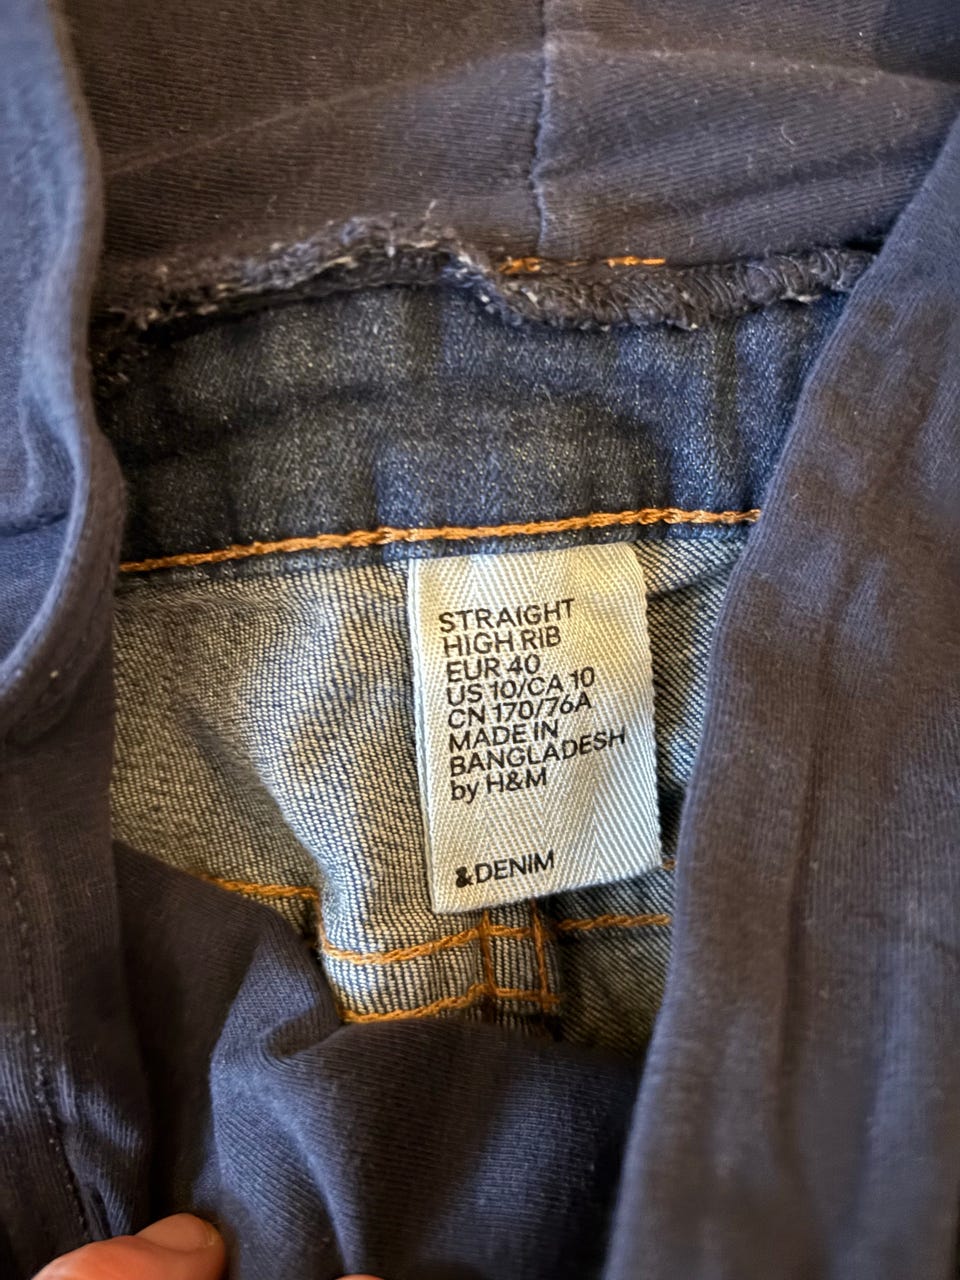 STRAIGHT
HIGH RIB
EUR 40
US 10/CA 10
CN 170/76A
MADE IN
BANGLADESH
by H&M
&DENIM